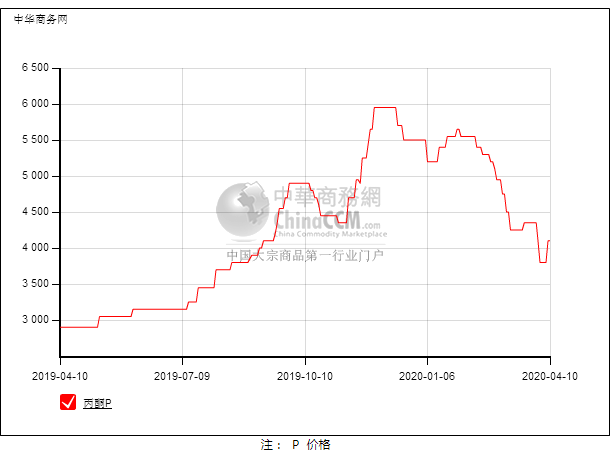 中华商务网
6 500
6 000
5 500
5 000
4 500
4 000
3 500
3 000
中華商務網
ChinaCCM.com
China Commodity Marketplace
中国大宗商品第一行业门户
2019-04-10
2019-07-09
2019-10-10
2020-01-06
2020-04-10
丙酮P
注： P 价格